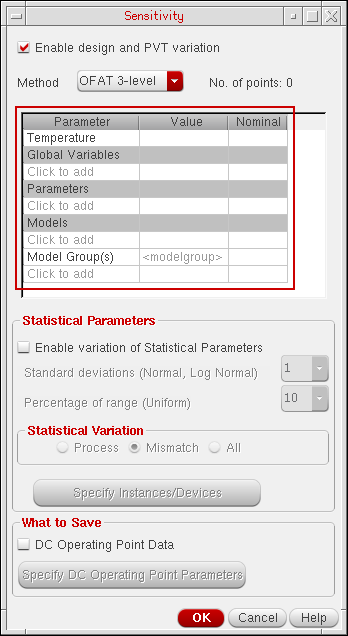 Sensitivity
Enable design and PVT variation
Method OFAT 3-level No. of points: 0
Parameter Value Nominal
Temperature
Global Variables
Click to add
Parameters
Click to add
Models
Click to add
Model Group(s) <modelgroup>
Click to add
Statistical Parameters
Enable variation of Statistical Parameters
Standard deviations (Normal, Log Normal) 1
Percentage of range (Uniform) 10
Statistical Variation
Process Mismatch All
Specify Instances/Devices
What to Save
DC Operating Point Data
Specify DC Operating Point Parameters
OK Cancel Help